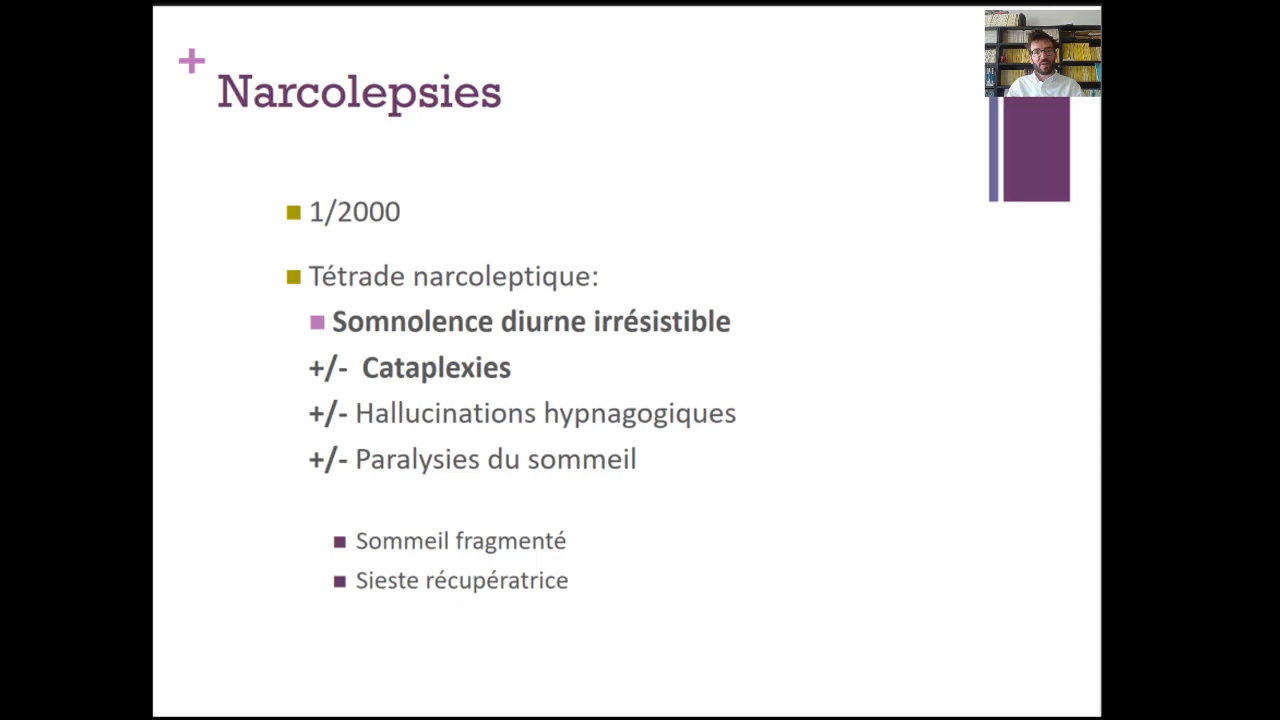 +
Narcolepsies
1/2000
Tétrade narcoleptique:
Somnolence diurne irrésistible
+/- Cataplexies
+/- Hallucinations hypnagogiques
+/- Paralysies du sommeil
Sommeil fragmenté
Sieste récupératrice